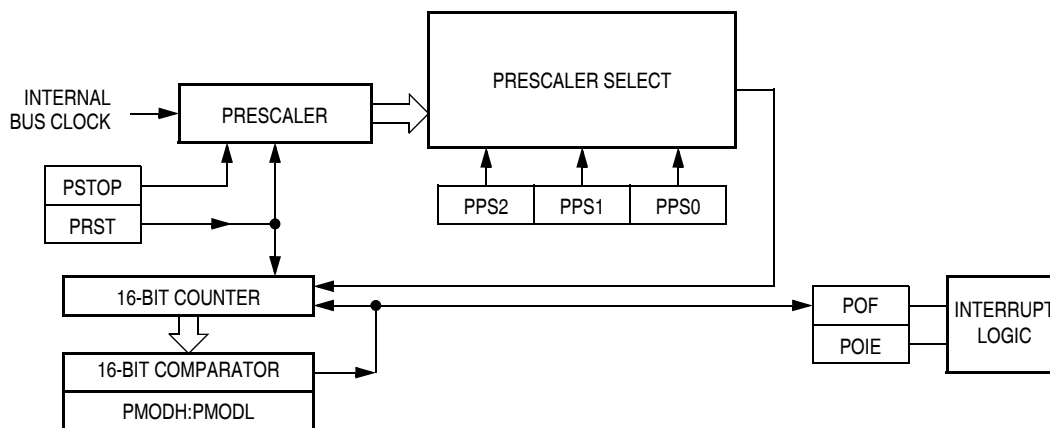 PRESCALER SELECT
INTERNAL
BUS CLOCK
PRESCALER
PSTOP
PRST
PPS2
PPS1
PPS0
16-BIT COUNTER
16-BIT COMPARATOR
PMODH:PMODL
POF
POIE
INTERRUPT
LOGIC